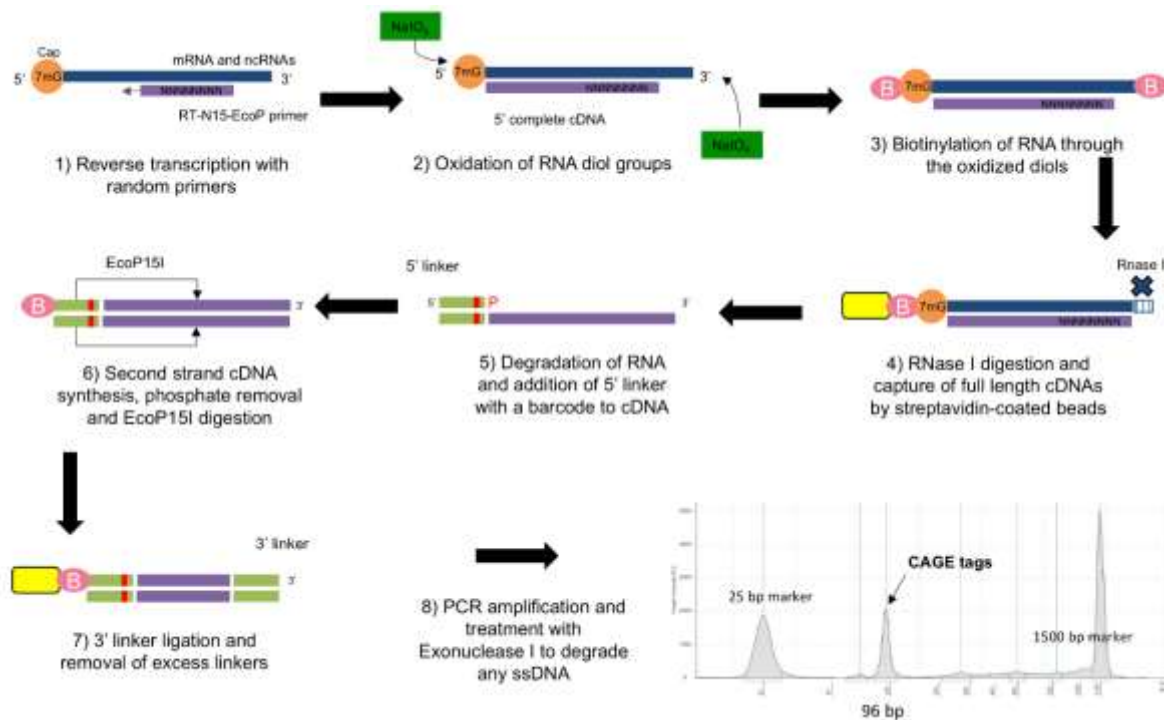 Cap
5'
7mG
mRNA and ncRNAs
3'
NNNNNNNN
RT-N15-EcoP primer
1) Reverse transcription with
random primers
5'
7mG
3'
NNNNNNNN
5' complete cDNA
2) Oxidation of RNA diol groups
B
7mG
B
NNNNNNNN
3) Biotinylation of RNA through
the oxidized diols
Rnase I
B
7mG
NNNNNNNN
4) RNase I digestion and
capture of full length cDNAs
by streptavidin-coated beads
5' linker
5'
P
3'
5) Degradation of RNA
and addition of 5' linker
with a barcode to cDNA
EcoP15I
B
3'
6) Second strand cDNA
synthesis, phosphate removal
and EcoP15I digestion
3' linker
B
3'
7) 3' linker ligation and
removal of excess linkers
8) PCR amplification and
treatment with
Exonuclease I to degrade
any ssDNA
CAGE tags
25 bp marker
1500 bp marker
96 bp